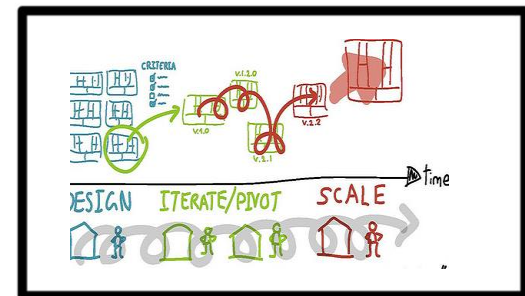 CRITERIA
V.1.0
V.1.2.0
V.2.1
V.2.2
time
DESIGN
ITERATE/PIVOT
SCALE